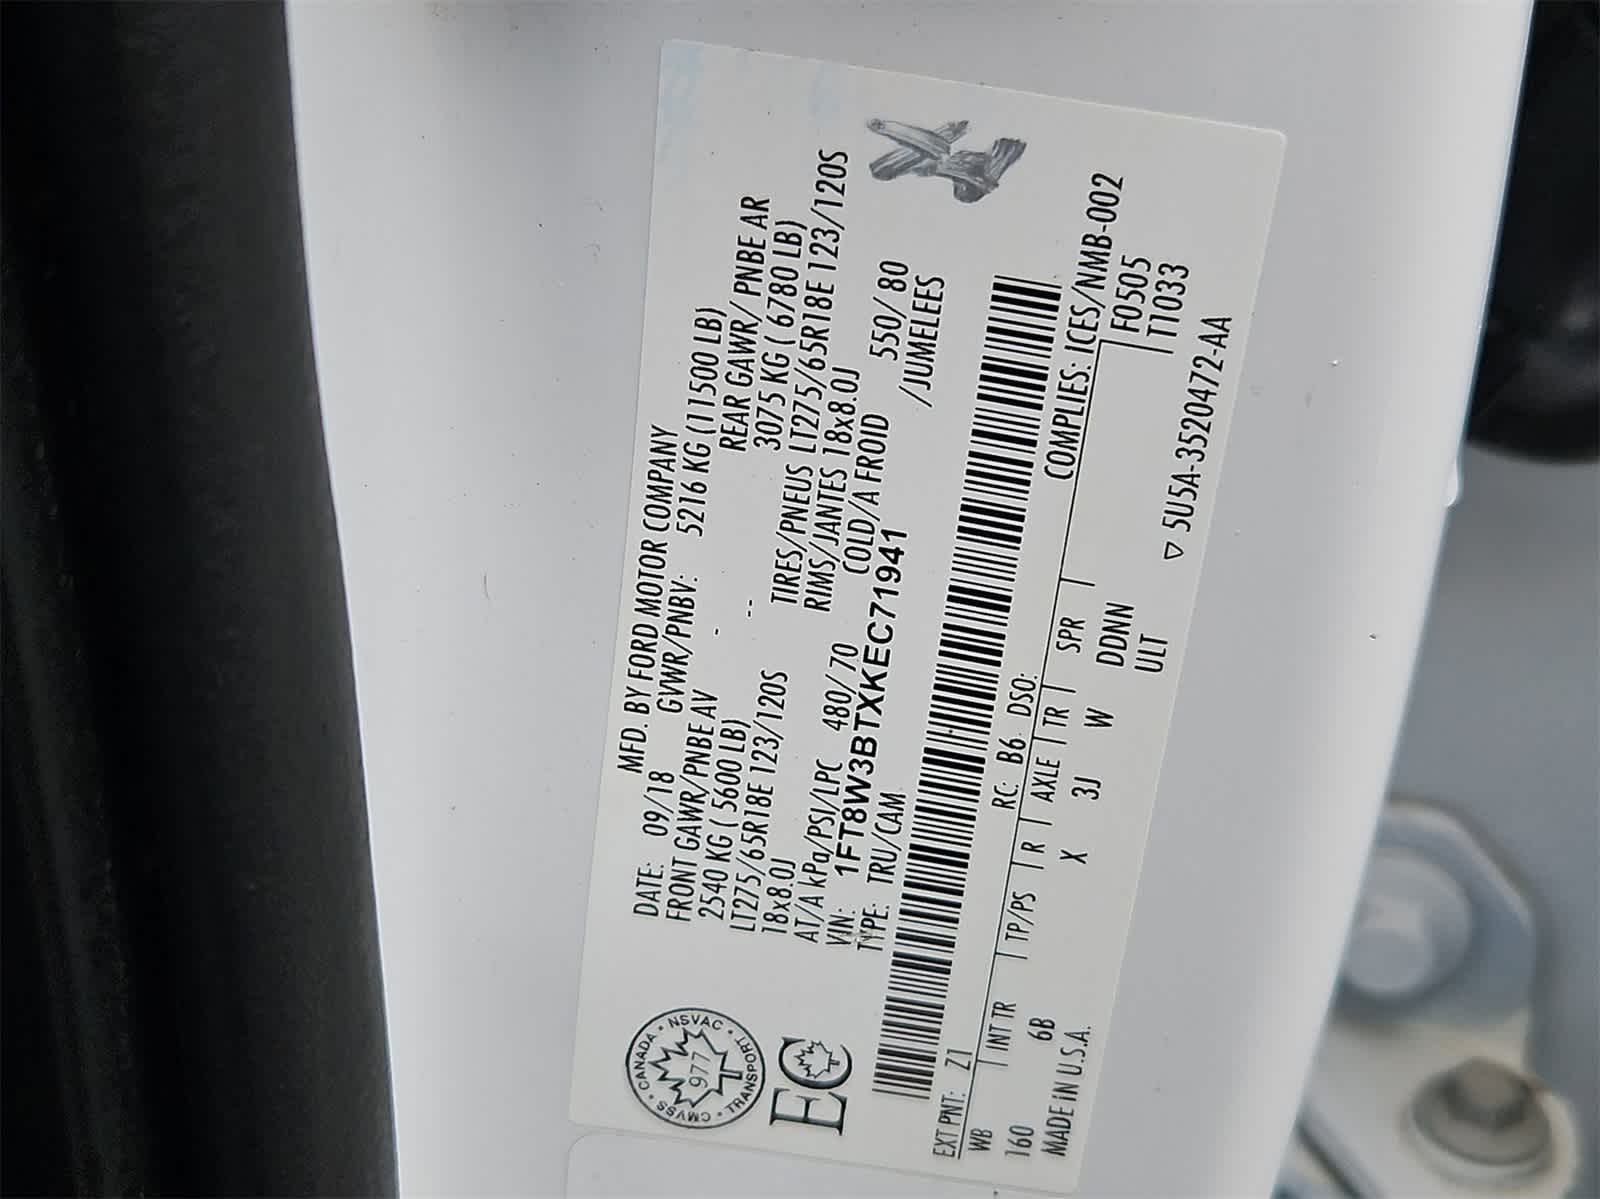 MFD. BY FORD MOTOR COMPANY
DATE: 09/18 GVWR/PNBV: 5216 KG (11500 LB)
FRONT GAWR/PNBE AV REAR GAWR/ PNBE AR
2540 KG ( 5600 LB) - 3075 KG ( 6780 LB)
LT275/65R18E 123/120S -- TIRES/PNEUS LT275/65R18E 123/120S
18x8.0J RIMS/JANTES 18x8.0J
AT/A kPa/PSI/LPC 480/70 COLD/A FROID 550/ 80
VIN: 1FT8W3BTXKEC71941 /JUMELEES
TYPE: TRU/CAM
CANADA • NSVAC • TRANSPORT • CMVSS •
977
EC
COMPLIES: ICES/NMB-002
EXT PNT: Z1 RC: B6 DSO: F0505
WB INT TR TP/PS R AXLE TR SPR T1033
160 6B X 3J W DDNN
ULT
MADE IN U.S.A. ▽ 5U5A-3520472-AA